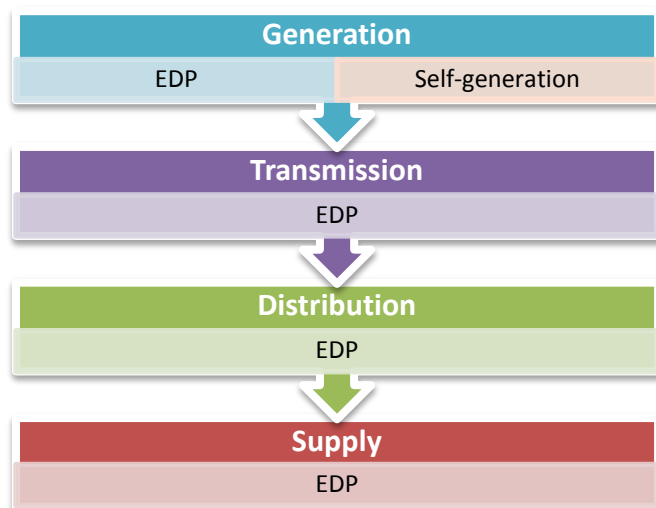 Generation
EDP Self-generation
Transmission
EDP
Distribution
EDP
Supply
EDP